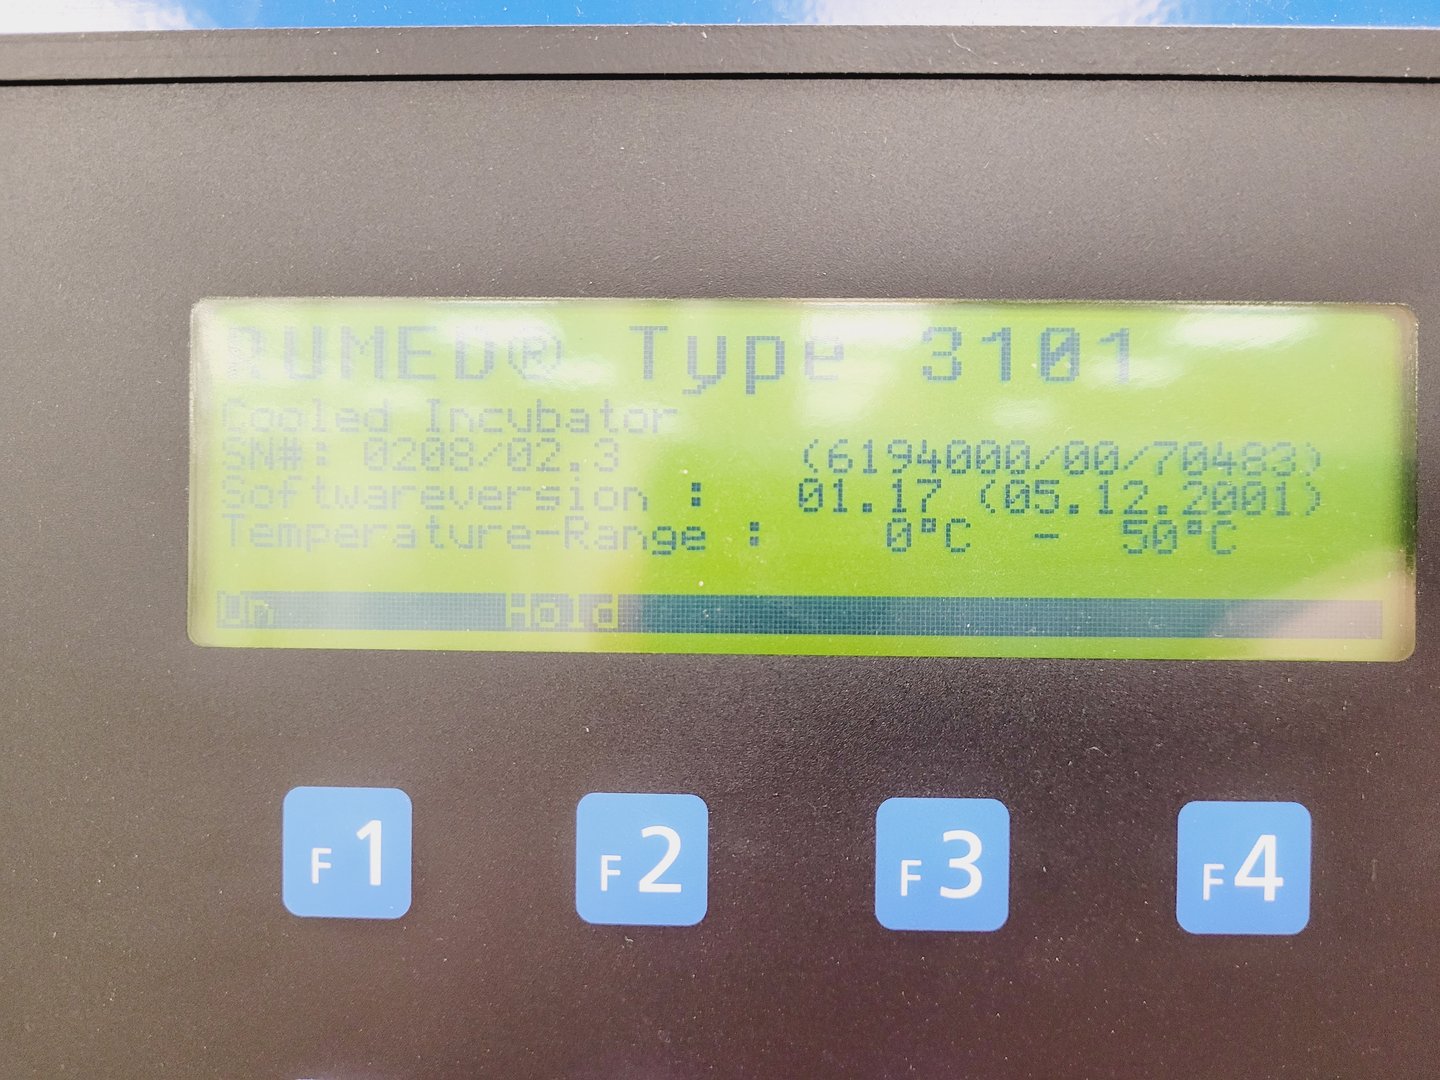 RUMED® Type 3101
Cooled Incubator
SN#: 0208/02.3 (6194000/00/70483)
Softwareversion : 01.17 (05.12.2001)
Temperature-Range : 0°C - 50°C
Hold
F1 F2 F3 F4